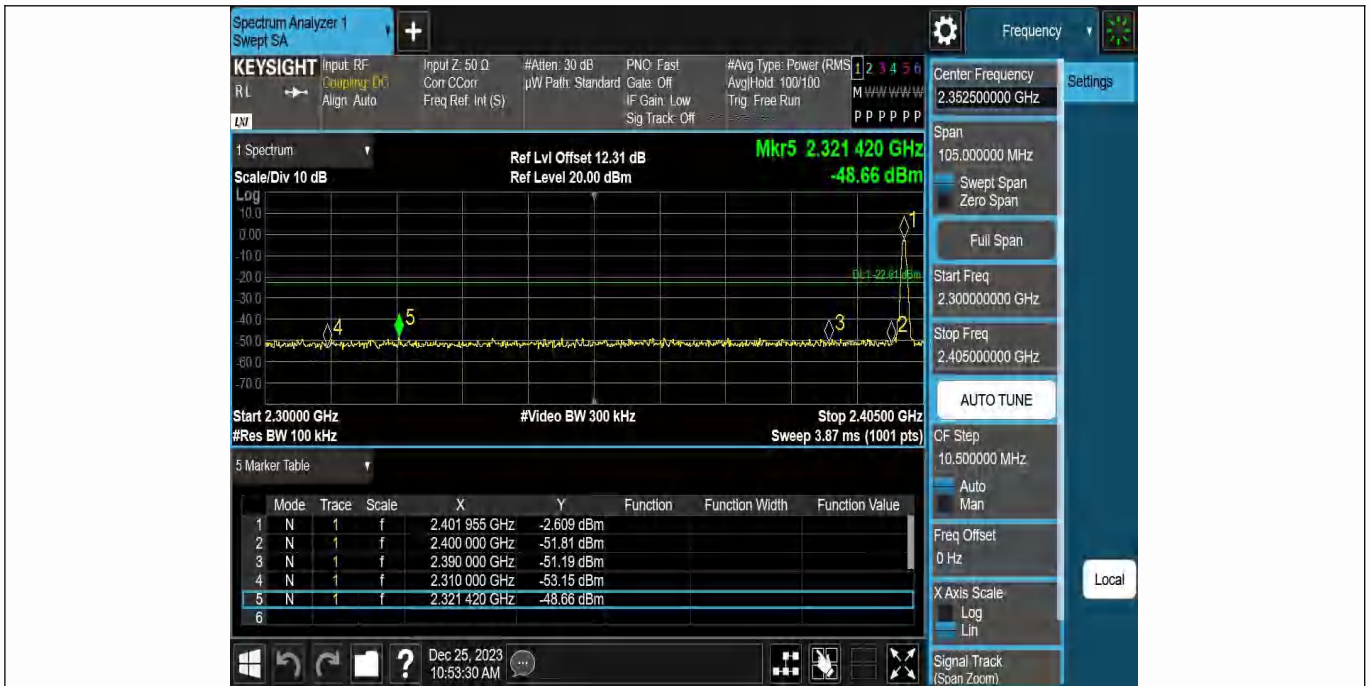 Spectrum Analyzer 1
Swept SA
+
Frequency
KEYSIGHT
RL
LXI
Input: RF
Coupling: DC
Align: Auto
Input Z: 50 Ω
Corr CCorr
Freq Ref: Int (S)
#Atten: 30 dB
µW Path: Standard
PNO: Fast
Gate: Off
IF Gain: Low
Sig Track: Off
#Avg Type: Power (RMS
Avg|Hold: 100/100
Trig: Free Run
1 2 3 4 5 6
M W W W W W
P P P P P P
1 Spectrum
Scale/Div 10 dB
Ref Lvl Offset 12.31 dB
Ref Level 20.00 dBm
Mkr5 2.321 420 GHz
-48.66 dBm
Log
10.0
0.00
-10.0
-20.0
-30.0
-40.0
-50.0
-60.0
-70.0
1
DL1 -22.61 dBm
4
5
3
2
Start 2.30000 GHz
#Video BW 300 kHz
Stop 2.40500 GHz
#Res BW 100 kHz
Sweep 3.87 ms (1001 pts)
5 Marker Table
Mode Trace Scale X Y Function Function Width Function Value
1 N 1 f 2.401 955 GHz -2.609 dBm
2 N 1 f 2.400 000 GHz -51.81 dBm
3 N 1 f 2.390 000 GHz -51.19 dBm
4 N 1 f 2.310 000 GHz -53.15 dBm
5 N 1 f 2.321 420 GHz -48.66 dBm
6
?
Dec 25, 2023
10:53:30 AM
Center Frequency
2.352500000 GHz
Settings
Span
105.000000 MHz
Swept Span
Zero Span
Full Span
Start Freq
2.300000000 GHz
Stop Freq
2.405000000 GHz
AUTO TUNE
CF Step
10.500000 MHz
Auto
Man
Freq Offset
0 Hz
X Axis Scale
Log
Lin
Local
Signal Track
(Span Zoom)